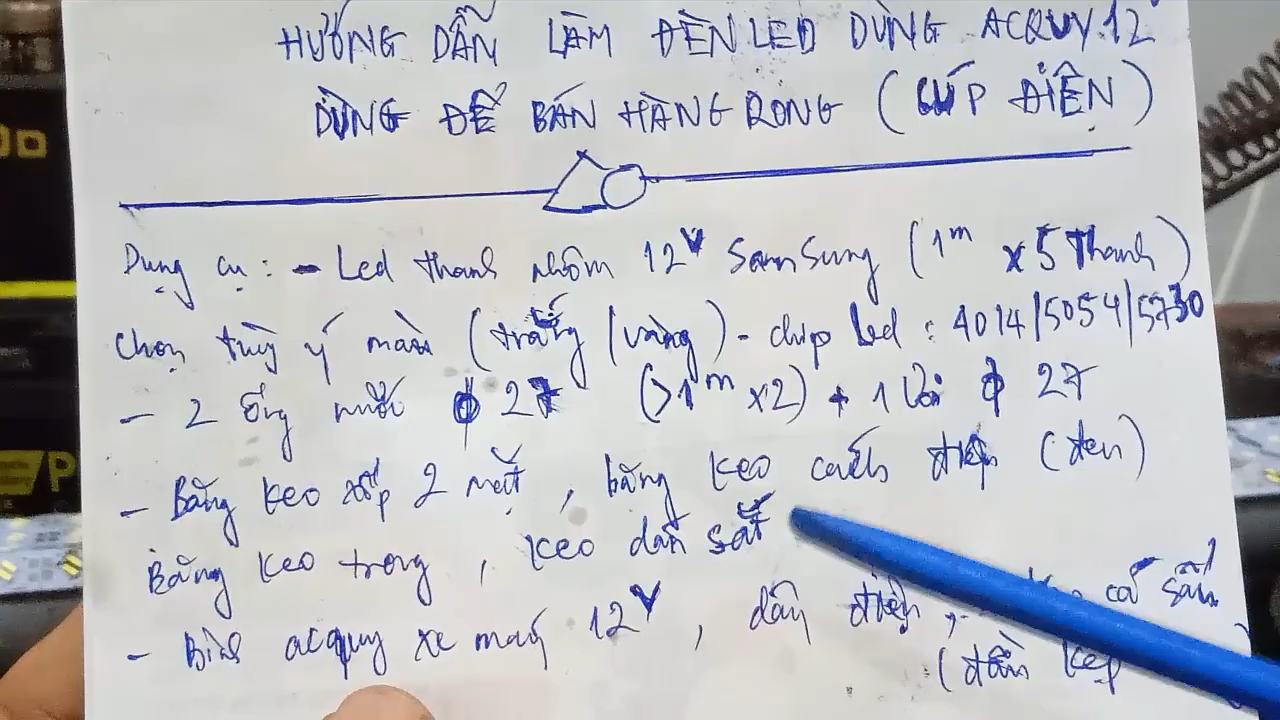 HƯỚNG DẪN LÀM ĐÈN LED DÙNG ACQUY 12V
DÙNG ĐỂ BÁN HÀNG RONG (CÚP ĐIỆN)
Dụng cụ: - Led thanh nhôm 12V SamSung (1m x 5 Thanh)
Chọn tùy ý màu (trắng/vàng) - chip Led: 4014/5054/5730
- 2 ống nước ϕ 27 (>1m x2) + 1 ϕ 27
- Băng keo xốp 2 mặt, băng keo cách điện (đen)
Băng keo trong, keo dán sắt
- Bình acquy xe máy 12V, dây điện, có sẵn
(đầu kẹp